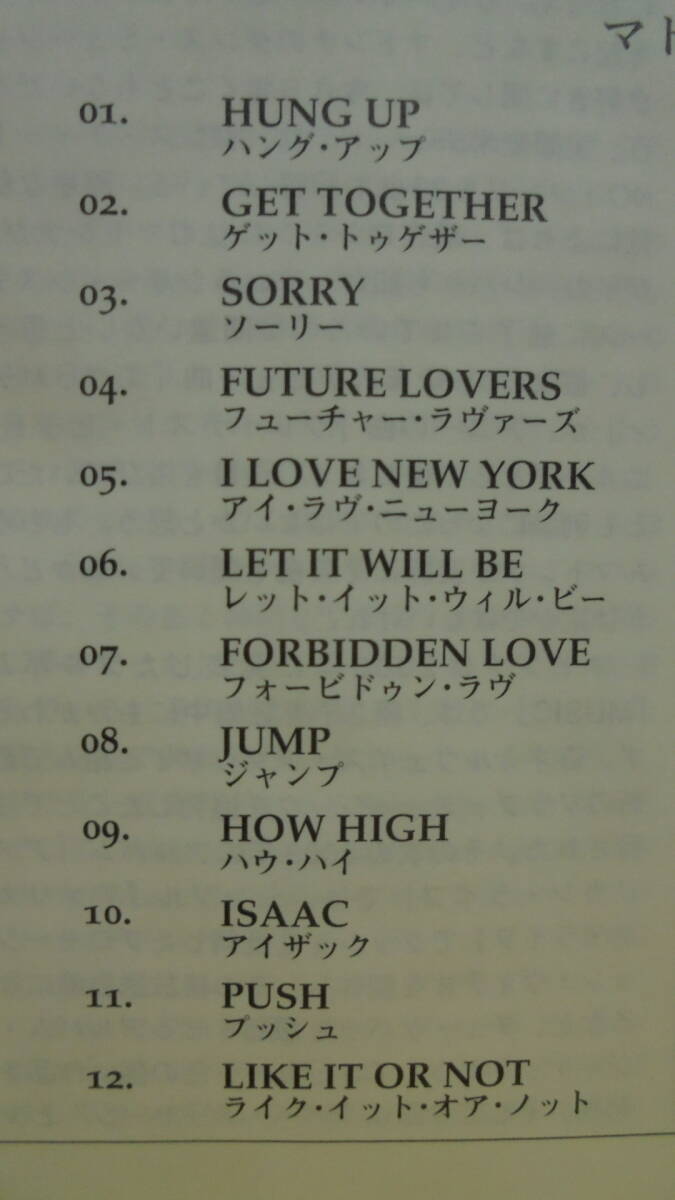 マ
01. HUNG UP
ハング・アップ
02. GET TOGETHER
ゲット・トゥゲザー
03. SORRY
ソーリー
04. FUTURE LOVERS
フューチャー・ラヴァーズ
05. I LOVE NEW YORK
アイ・ラヴ・ニューヨーク
06. LET IT WILL BE
レット・イット・ウィル・ビー
07. FORBIDDEN LOVE
フォービドゥン・ラヴ
08. JUMP
ジャンプ
09. HOW HIGH
ハウ・ハイ
10. ISAAC
アイザック
11. PUSH
プッシュ
12. LIKE IT OR NOT
ライク・イット・オア・ノット